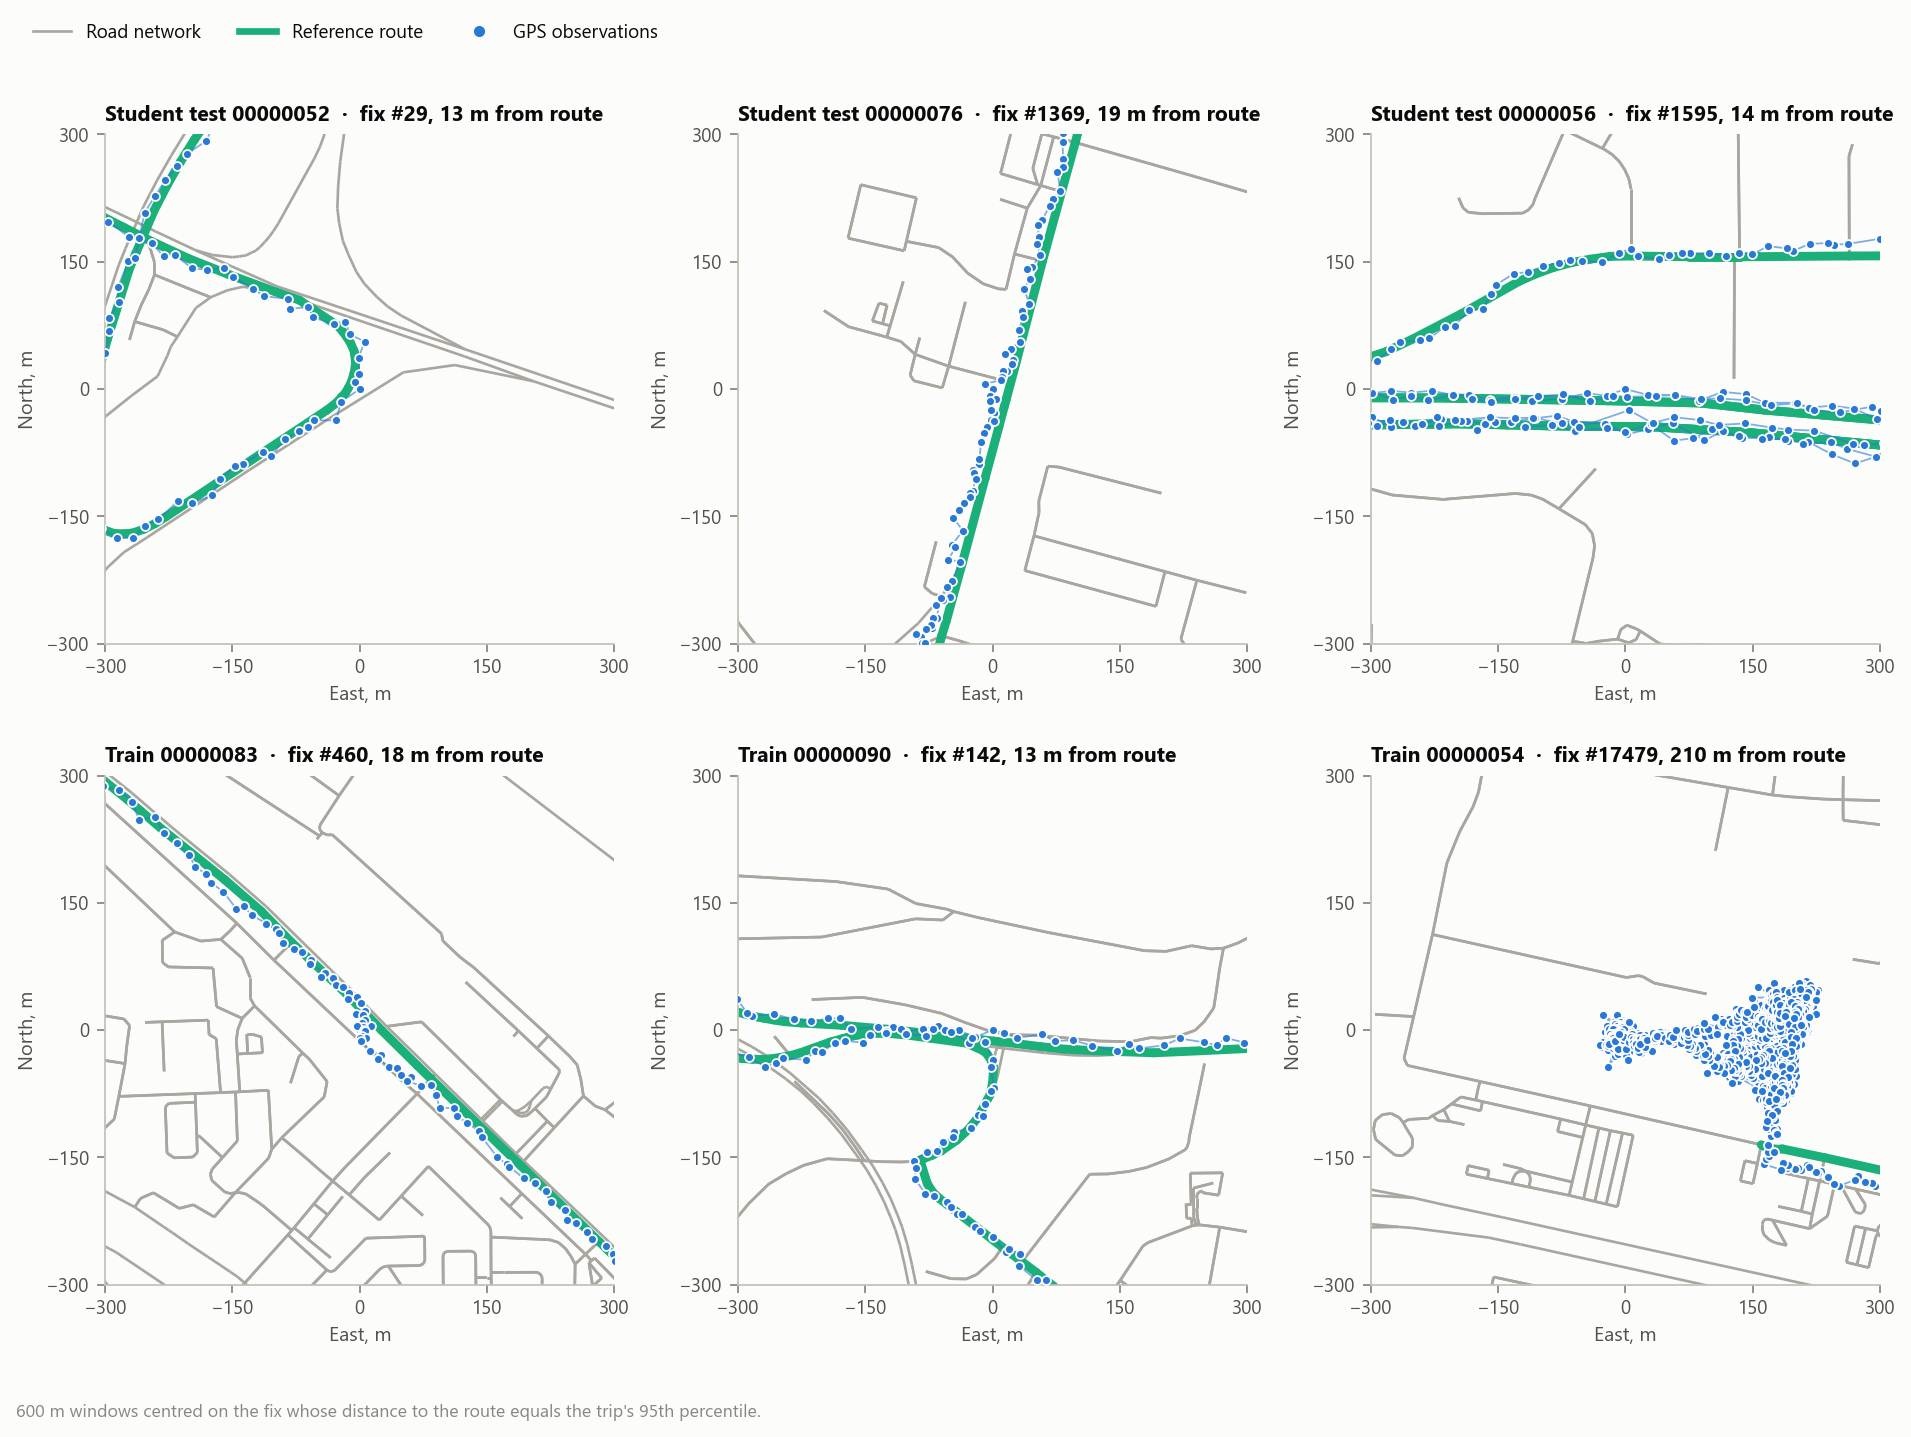 Road network Reference route GPS observations
Student test 00000052 · fix #29, 13 m from route
300
150
0
−150
−300
−300 −150 0 150 300
North, m
East, m
Student test 00000076 · fix #1369, 19 m from route
300
150
0
−150
−300
−300 −150 0 150 300
North, m
East, m
Student test 00000056 · fix #1595, 14 m from route
300
150
0
−150
−300
−300 −150 0 150 300
North, m
East, m
Train 00000083 · fix #460, 18 m from route
300
150
0
−150
−300
−300 −150 0 150 300
North, m
East, m
Train 00000090 · fix #142, 13 m from route
300
150
0
−150
−300
−300 −150 0 150 300
North, m
East, m
Train 00000054 · fix #17479, 210 m from route
300
150
0
−150
−300
−300 −150 0 150 300
North, m
East, m
600 m windows centred on the fix whose distance to the route equals the trip's 95th percentile.